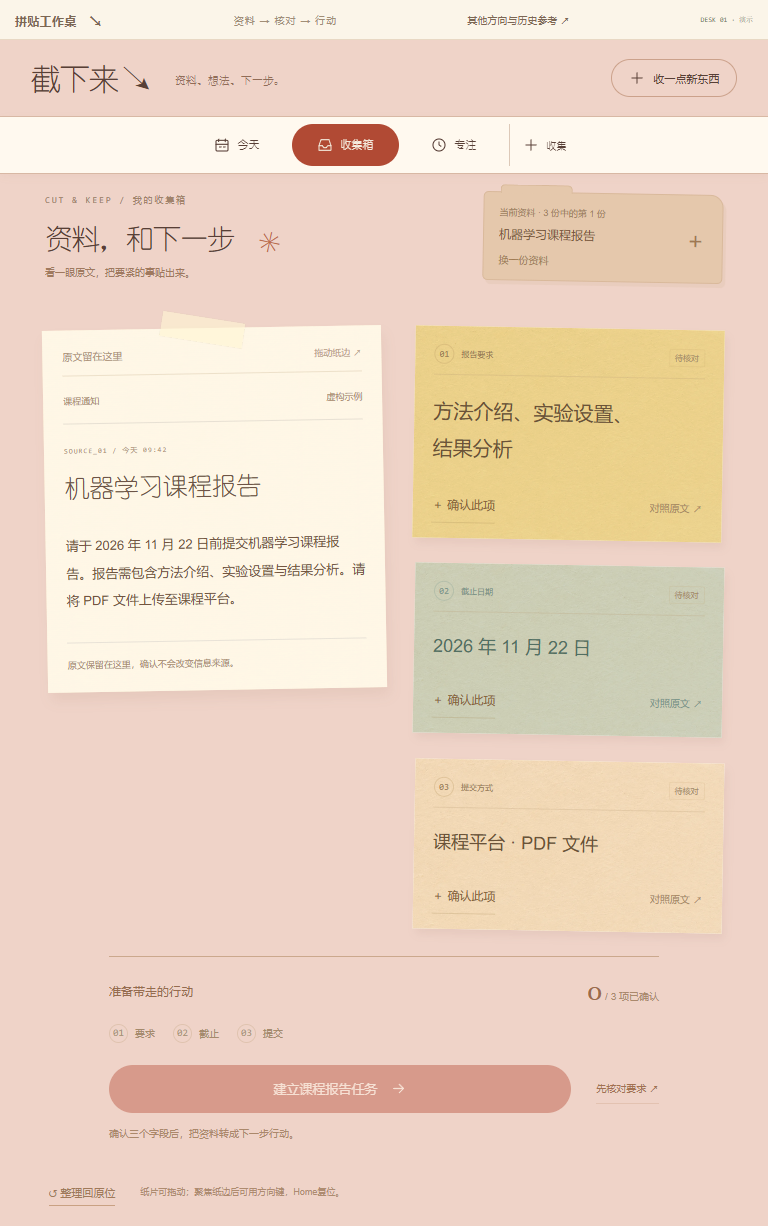 拼贴工作桌 ↘
资料 → 核对 → 行动
其他方向与历史参考 ↗
DESK 01 · 演示
截下来↘
资料、想法、下一步。
+ 收一点新东西
今天
收集箱
专注
+ 收集
CUT & KEEP / 我的收集箱
资料，和下一步
看一眼原文，把要紧的事贴出来。
当前资料 · 3 份中的第 1 份
机器学习课程报告
+
换一份资料
原文留在这里
拖动纸边 ↗
课程通知
虚构示例
SOURCE_01 / 今天 09:42
机器学习课程报告
请于 2026 年 11 月 22 日前提交机器学习课程报
告。报告需包含方法介绍、实验设置与结果分析。请
将 PDF 文件上传至课程平台。
原文保留在这里，确认不会改变信息来源。
01 报告要求
待核对
方法介绍、实验设置、
结果分析
+ 确认此项
对照原文 ↗
02 截止日期
待核对
2026 年 11 月 22 日
+ 确认此项
对照原文 ↗
03 提交方式
待核对
课程平台 · PDF 文件
+ 确认此项
对照原文 ↗
准备带走的行动
0 / 3 项已确认
01 要求 02 截止 03 提交
建立课程报告任务 →
先核对要求 ↗
确认三个字段后，把资料转成下一步行动。
↺ 整理回原位
纸片可拖动；聚焦纸边后可用方向键，Home复位。